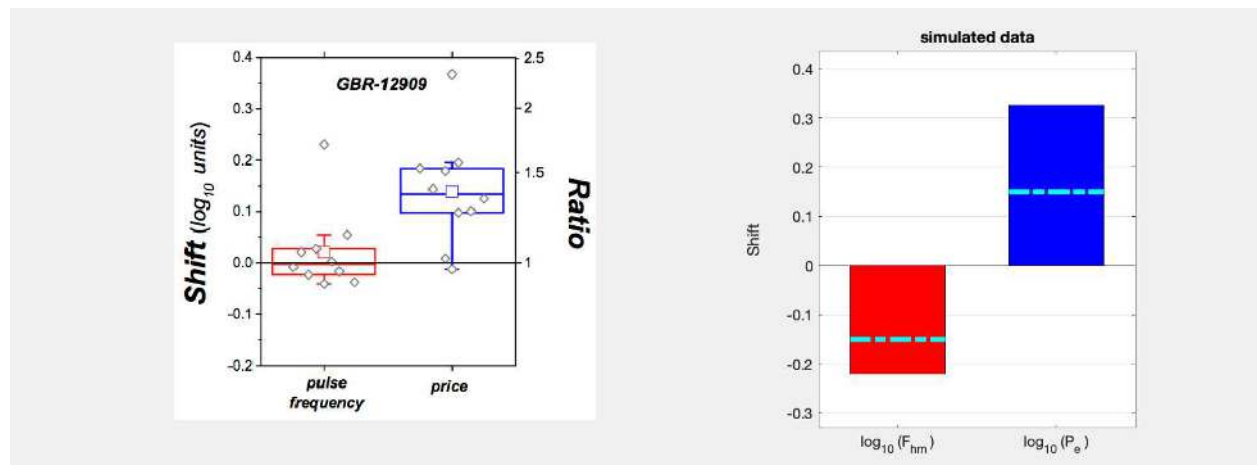 GBR-12909
Shift (log10 units)
0.4
0.3
0.2
0.1
0.0
-0.1
-0.2
2.5
2
1.5
1
Ratio
pulse
frequency
price
simulated data
Shift
0.4
0.3
0.2
0.1
0
-0.1
-0.2
-0.3
log10(Fhm)
log10(Pe)